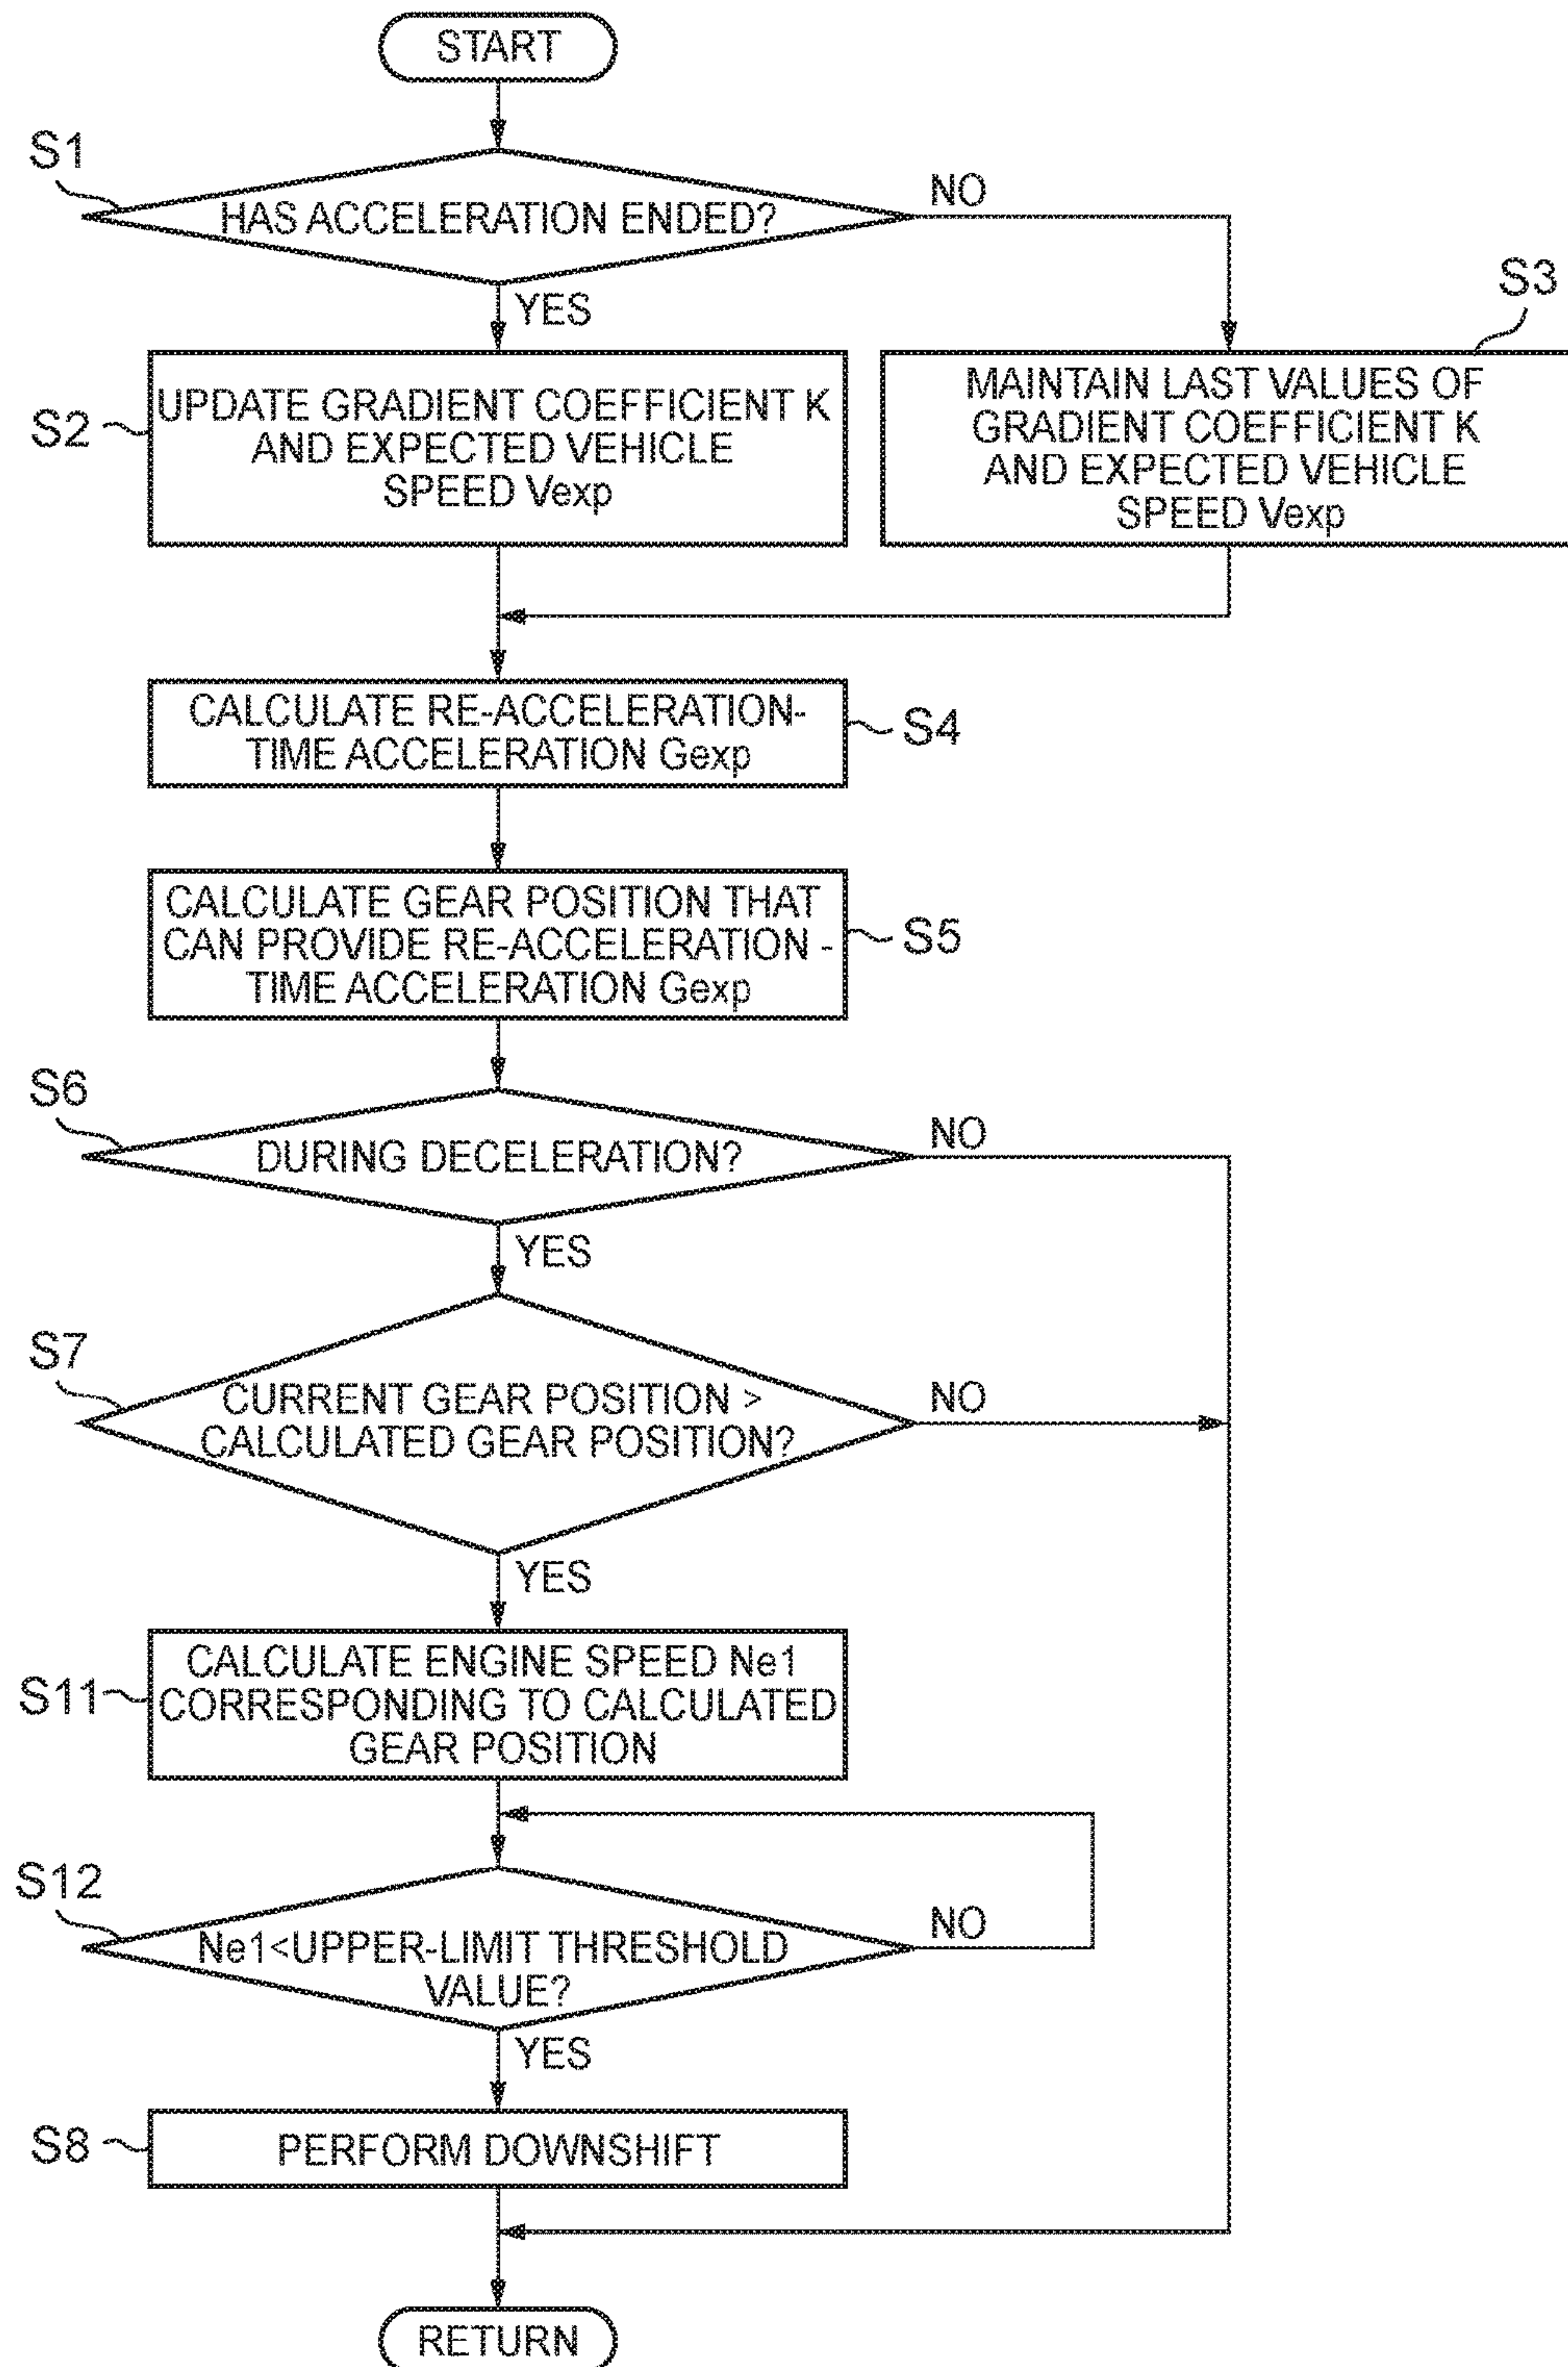 START
S1
HAS ACCELERATION ENDED?
NO
YES
S2
UPDATE GRADIENT COEFFICIENT K
AND EXPECTED VEHICLE
SPEED Vexp
S3
MAINTAIN LAST VALUES OF
GRADIENT COEFFICIENT K
AND EXPECTED VEHICLE
SPEED Vexp
CALCULATE RE-ACCELERATION-
TIME ACCELERATION Gexp
S4
CALCULATE GEAR POSITION THAT
CAN PROVIDE RE-ACCELERATION -
TIME ACCELERATION Gexp
S5
S6
DURING DECELERATION?
NO
YES
S7
CURRENT GEAR POSITION >
CALCULATED GEAR POSITION?
NO
YES
S11
CALCULATE ENGINE SPEED Ne1
CORRESPONDING TO CALCULATED
GEAR POSITION
S12
Ne1<UPPER-LIMIT THRESHOLD
VALUE?
NO
YES
S8
PERFORM DOWNSHIFT
RETURN